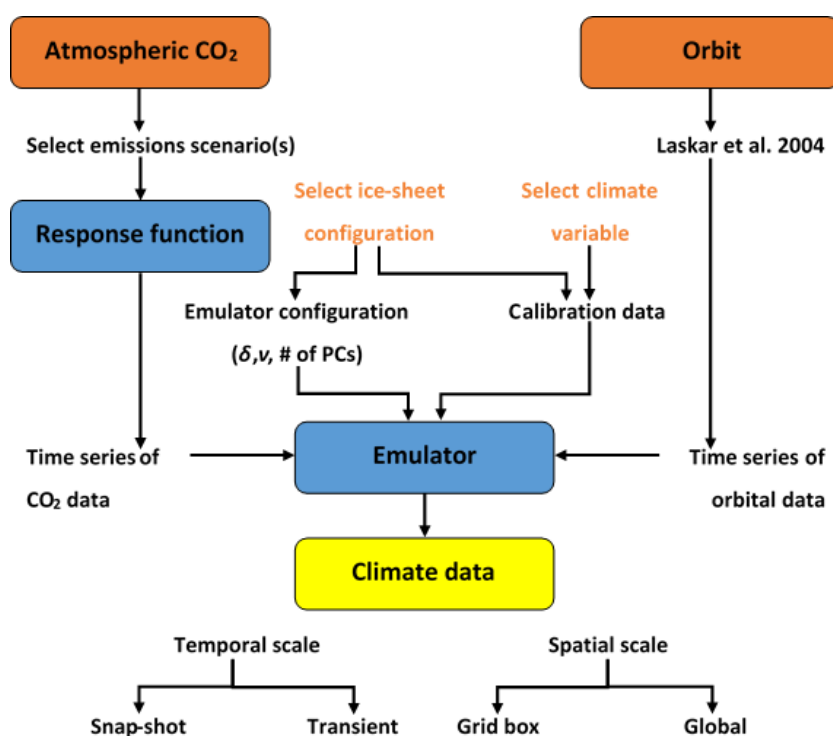 Atmospheric CO₂
Orbit
Select emissions scenario(s)
Laskar et al. 2004
Select ice-sheet
configuration
Select climate
variable
Response function
Emulator configuration
(δ,ν, # of PCs)
Calibration data
Time series of
CO₂ data
Emulator
Time series of
orbital data
Climate data
Temporal scale
Spatial scale
Snap-shot
Transient
Grid box
Global